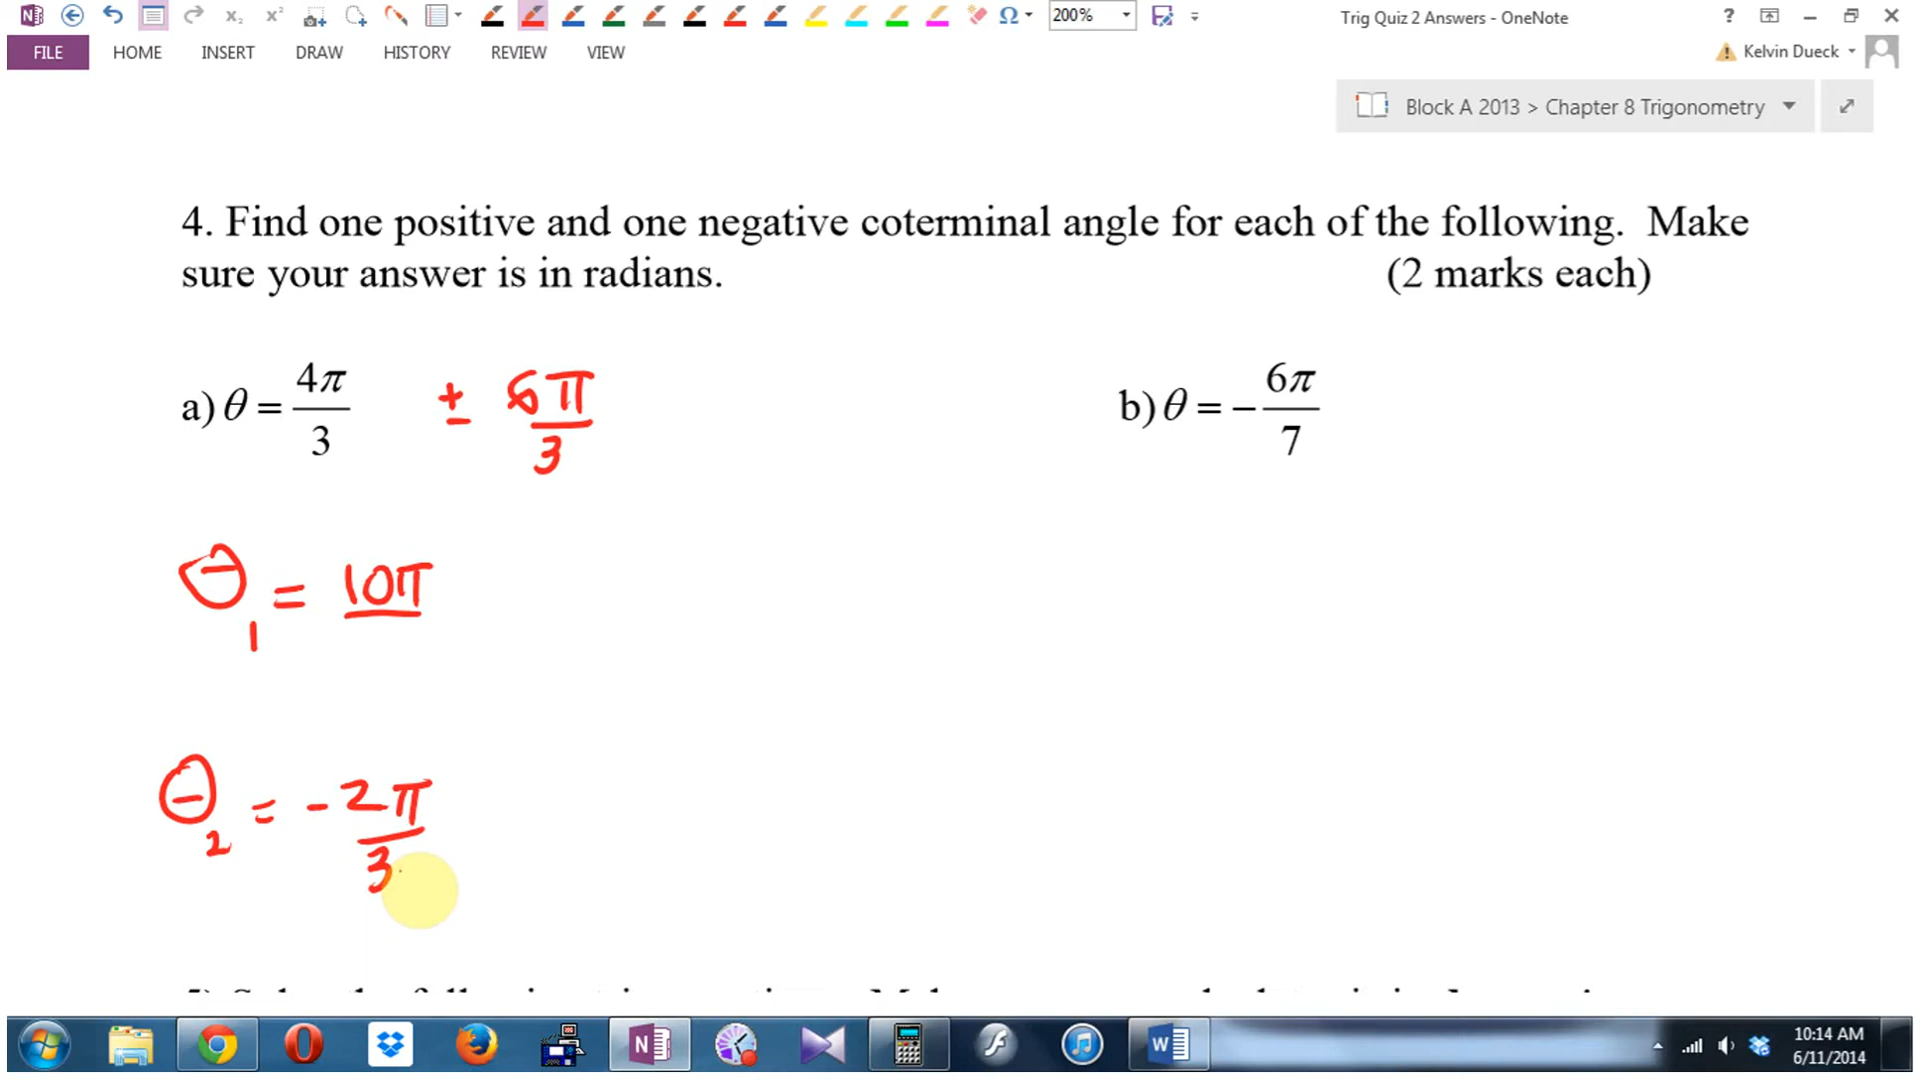 200%
Trig Quiz 2 Answers - OneNote
?
FILE HOME INSERT DRAW HISTORY REVIEW VIEW
Kelvin Dueck
Block A 2013 > Chapter 8 Trigonometry
4. Find one positive and one negative coterminal angle for each of the following. Make
sure your answer is in radians. (2 marks each)
a) θ = 4π/3 ± 6π/3
b) θ = − 6π/7
θ₁ = 10π
θ₂ = - 2π/3
10:14 AM
6/11/2014